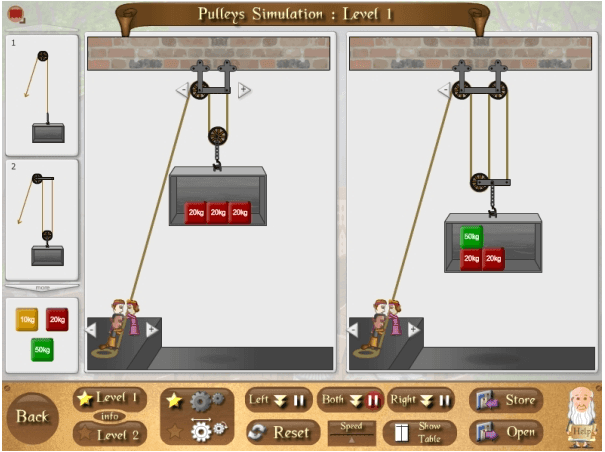 Pulleys Simulation : Level 1
1
2
more
10kg
20kg
50kg
-
+
20kg
20kg
20kg
+
-
50kg
20kg
20kg
+
Back
Level 1
info
Level 2
Left
Both
Right
Reset
Speed
Show
Table
Store
Open
Help